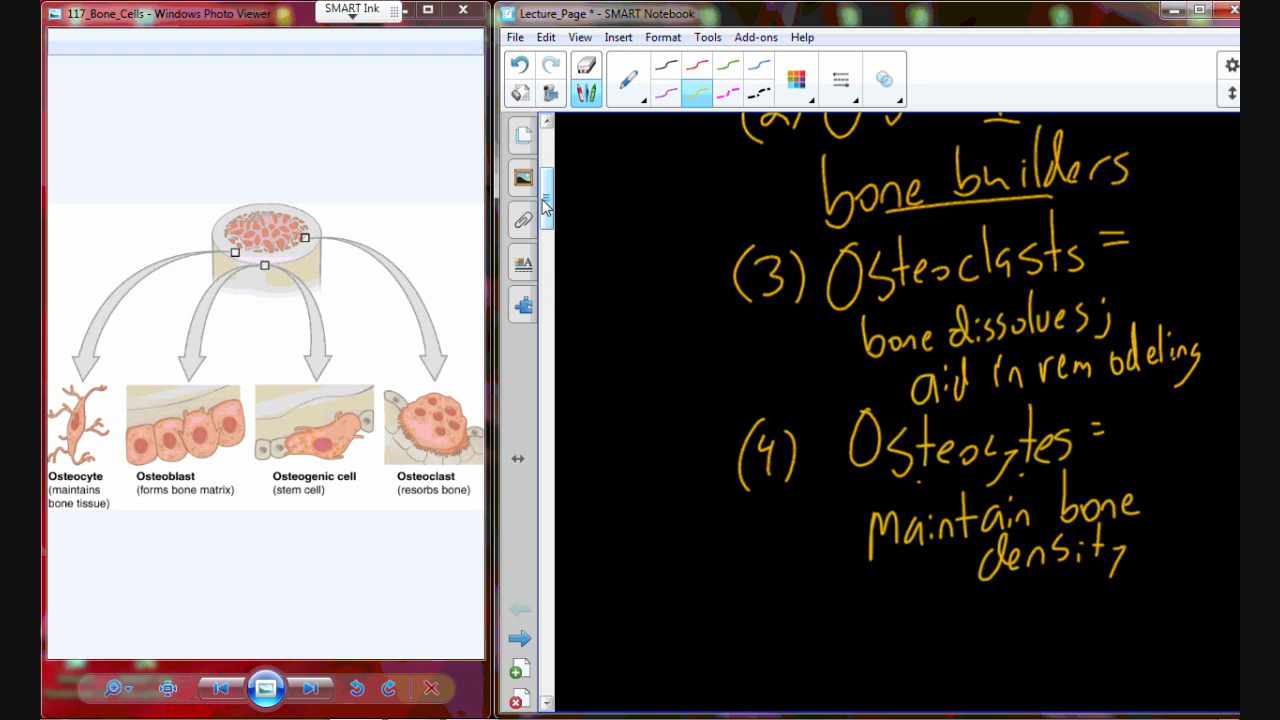 117_Bone_Cells - Windows Photo Viewer
SMART Ink
Osteocyte
(maintains
bone tissue)
Osteoblast
(forms bone matrix)
Osteogenic cell
(stem cell)
Osteoclast
(resorbs bone)
Lecture_Page * - SMART Notebook
File Edit View Insert Format Tools Add-ons Help
bone builders
(3) Osteoclasts =
bone dissolves;
aid in remodeling
(4) Osteocytes =
Maintain bone
density